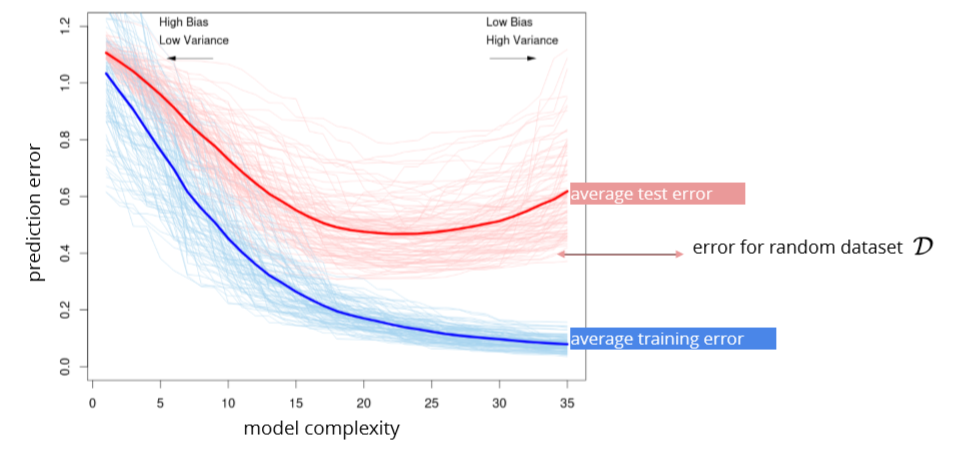 High Bias
Low Variance
Low Bias
High Variance
prediction error
1.2
1.0
0.8
0.6
0.4
0.2
0.0
average test error
error for random dataset 𝒟
average training error
0 5 10 15 20 25 30 35
model complexity